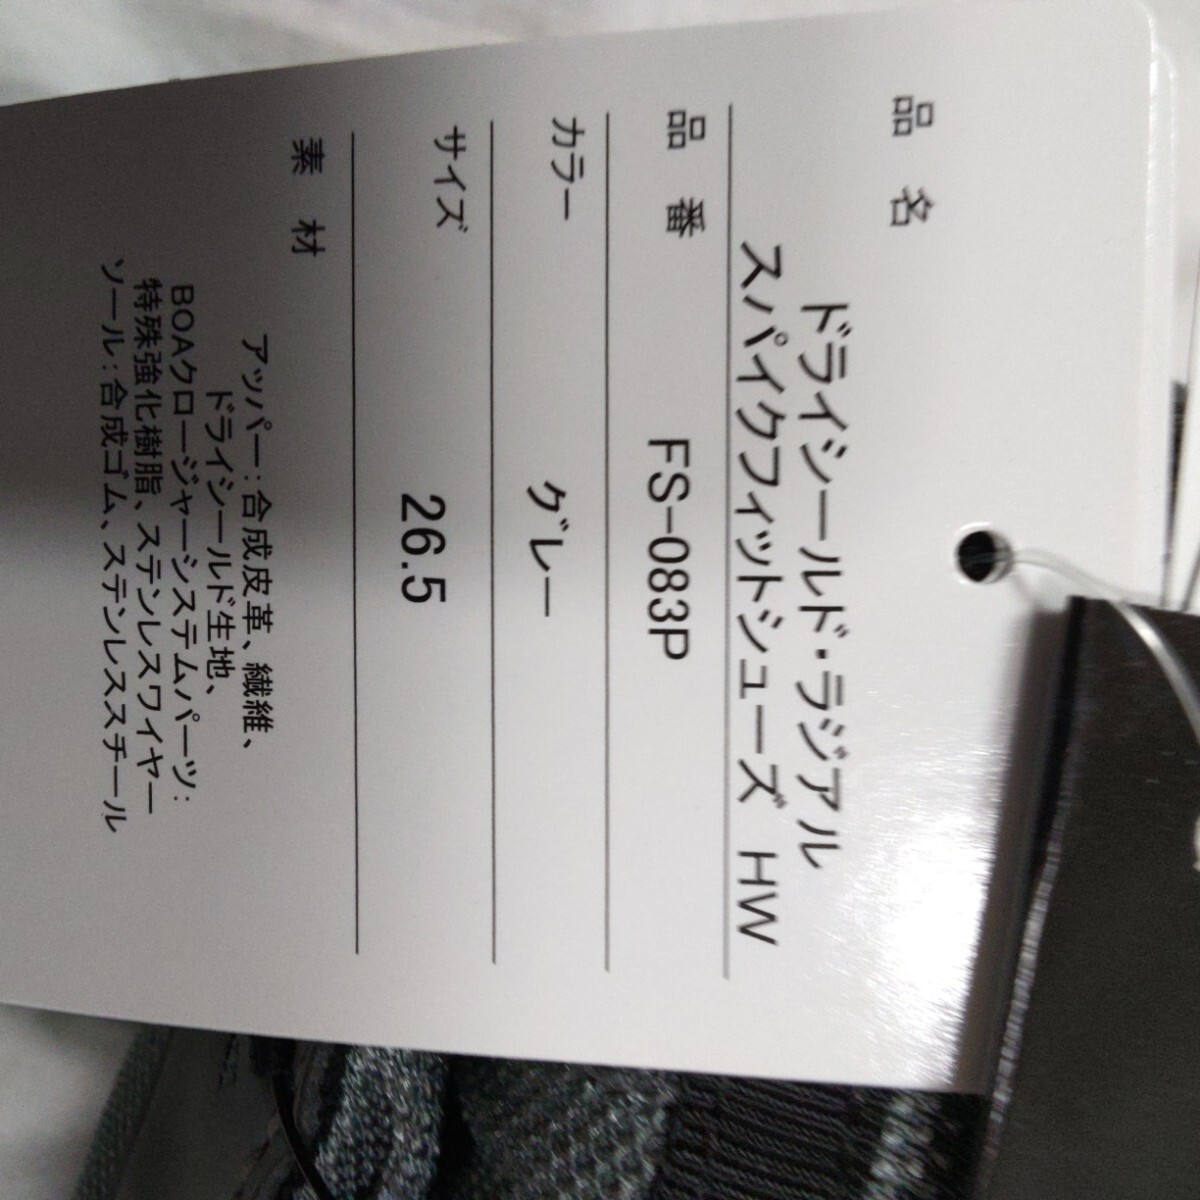 品名
ドライシールド・ラジアル
スパイクフィットシューズ HW
品番 FS-083P
カラー グレー
サイズ 26.5
素材
アッパー:合成皮革、繊維、
ドライシールド生地、
BOAクロージャーシステムパーツ:
特殊強化樹脂、ステンレスワイヤー
ソール:合成ゴム、ステンレススチール